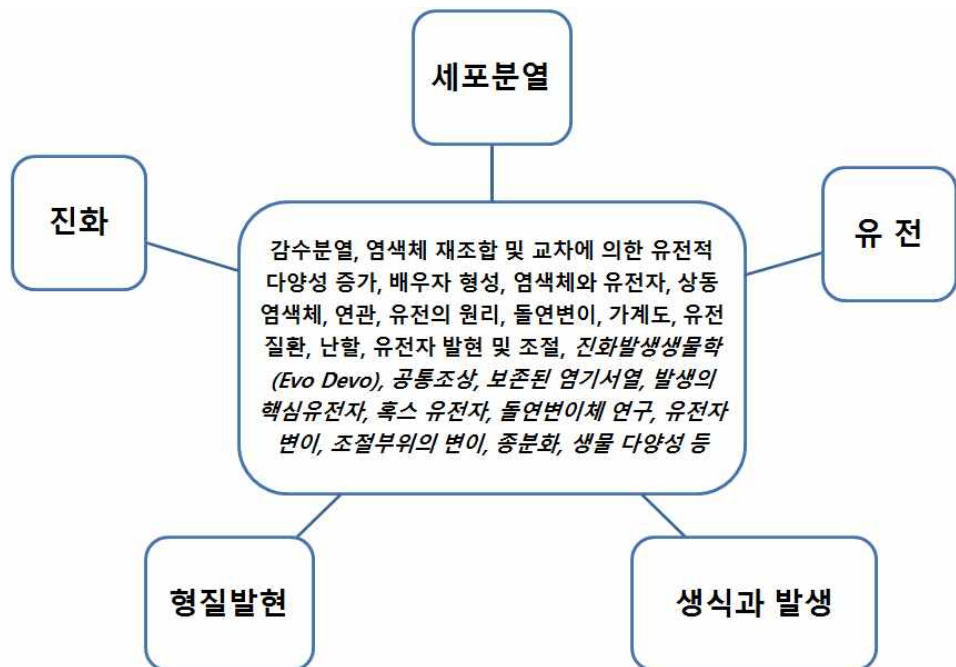 세포분열
진화
유 전
감수분열, 염색체 재조합 및 교차에 의한 유전적
다양성 증가, 배우자 형성, 염색체와 유전자, 상동
염색체, 연관, 유전의 원리, 돌연변이, 가계도, 유전
질환, 난할, 유전자 발현 및 조절, 진화발생생물학
(Evo Devo), 공통조상, 보존된 염기서열, 발생의
핵심유전자, 혹스 유전자, 돌연변이체 연구, 유전자
변이, 조절부위의 변이, 종분화, 생물 다양성 등
형질발현
생식과 발생